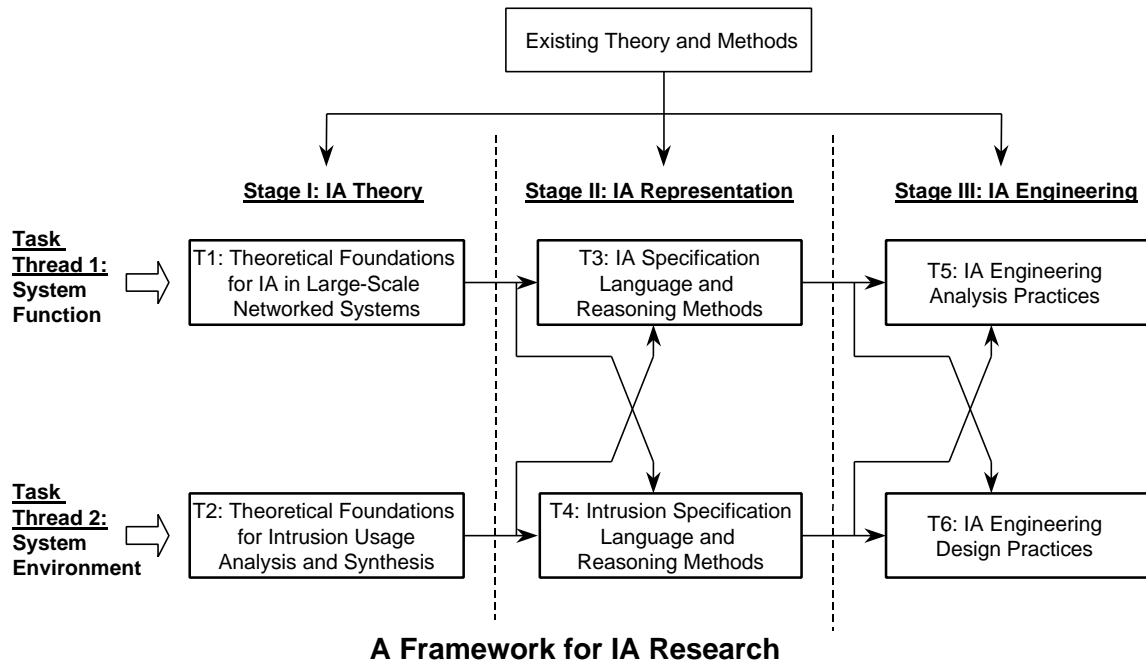 Existing Theory and Methods
Stage I: IA Theory
Stage II: IA Representation
Stage III: IA Engineering
Task
Thread 1:
System
Function
T1: Theoretical Foundations
for IA in Large-Scale
Networked Systems
T3: IA Specification
Language and
Reasoning Methods
T5: IA Engineering
Analysis Practices
Task
Thread 2:
System
Environment
T2: Theoretical Foundations
for Intrusion Usage
Analysis and Synthesis
T4: Intrusion Specification
Language and
Reasoning Methods
T6: IA Engineering
Design Practices
A Framework for IA Research